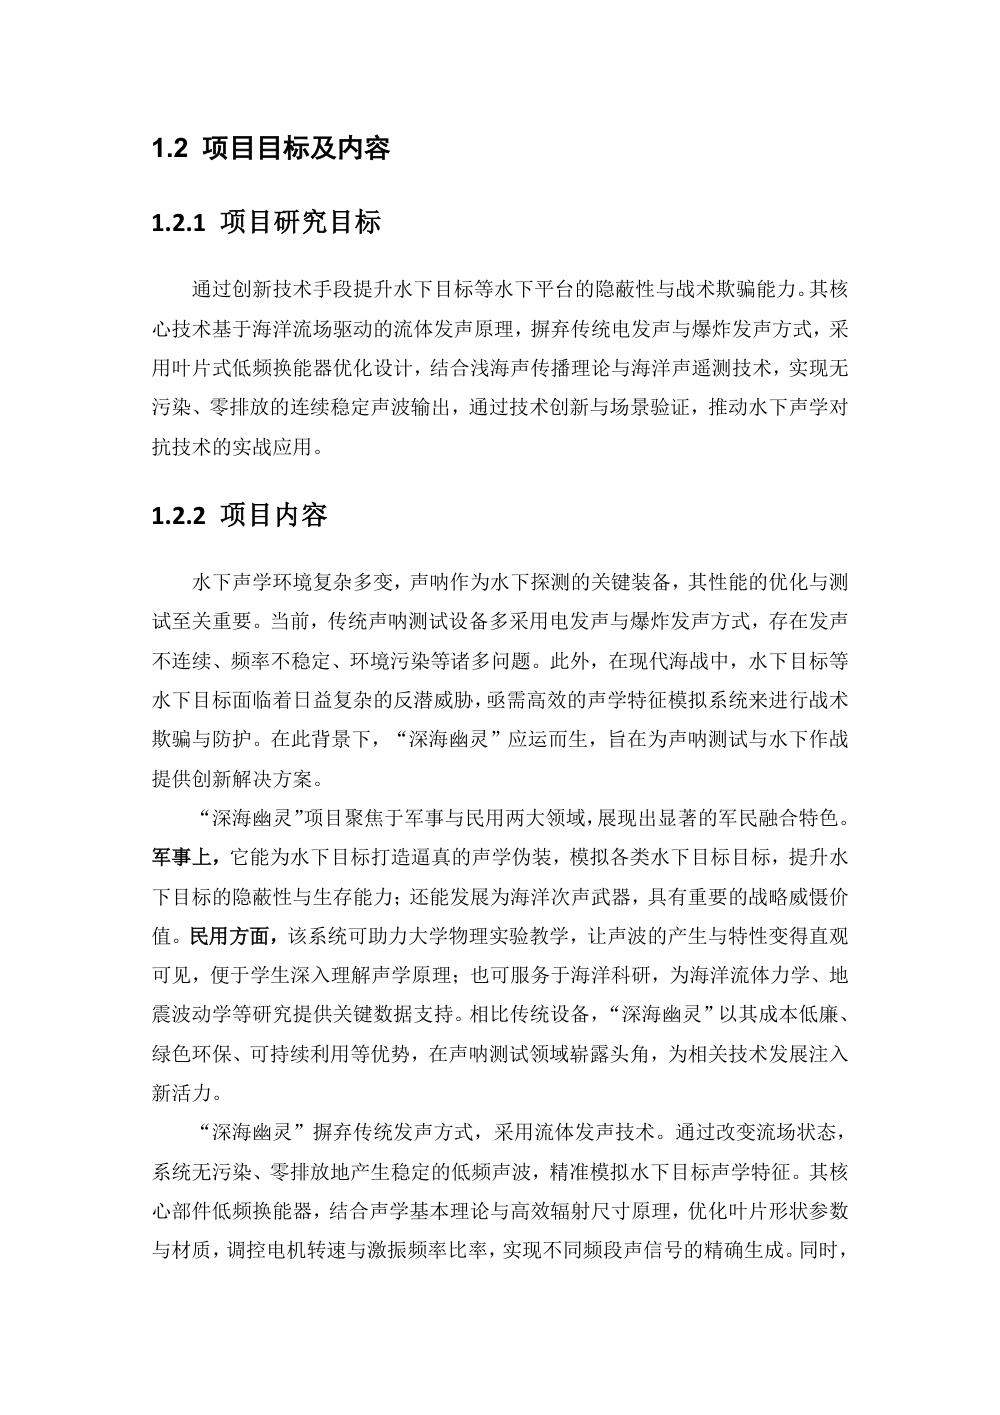 1.2 项目目标及内容
1.2.1 项目研究目标
通过创新技术手段提升水下目标等水下平台的隐蔽性与战术欺骗能力。其核
心技术基于海洋流场驱动的流体发声原理，摒弃传统电发声与爆炸发声方式，采
用叶片式低频换能器优化设计，结合浅海声传播理论与海洋声遥测技术，实现无
污染、零排放的连续稳定声波输出，通过技术创新与场景验证，推动水下声学对
抗技术的实战应用。
1.2.2 项目内容
水下声学环境复杂多变，声呐作为水下探测的关键装备，其性能的优化与测
试至关重要。当前，传统声呐测试设备多采用电发声与爆炸发声方式，存在发声
不连续、频率不稳定、环境污染等诸多问题。此外，在现代海战中，水下目标等
水下目标面临着日益复杂的反潜威胁，亟需高效的声学特征模拟系统来进行战术
欺骗与防护。在此背景下，“深海幽灵”应运而生，旨在为声呐测试与水下作战
提供创新解决方案。
“深海幽灵”项目聚焦于军事与民用两大领域，展现出显著的军民融合特色。
军事上，它能为水下目标打造逼真的声学伪装，模拟各类水下目标目标，提升水
下目标的隐蔽性与生存能力；还能发展为海洋次声武器，具有重要的战略威慑价
值。民用方面，该系统可助力大学物理实验教学，让声波的产生与特性变得直观
可见，便于学生深入理解声学原理；也可服务于海洋科研，为海洋流体力学、地
震波动学等研究提供关键数据支持。相比传统设备，“深海幽灵”以其成本低廉、
绿色环保、可持续利用等优势，在声呐测试领域崭露头角，为相关技术发展注入
新活力。
“深海幽灵”摒弃传统发声方式，采用流体发声技术。通过改变流场状态，
系统无污染、零排放地产生稳定的低频声波，精准模拟水下目标声学特征。其核
心部件低频换能器，结合声学基本理论与高效辐射尺寸原理，优化叶片形状参数
与材质，调控电机转速与激振频率比率，实现不同频段声信号的精确生成。同时，